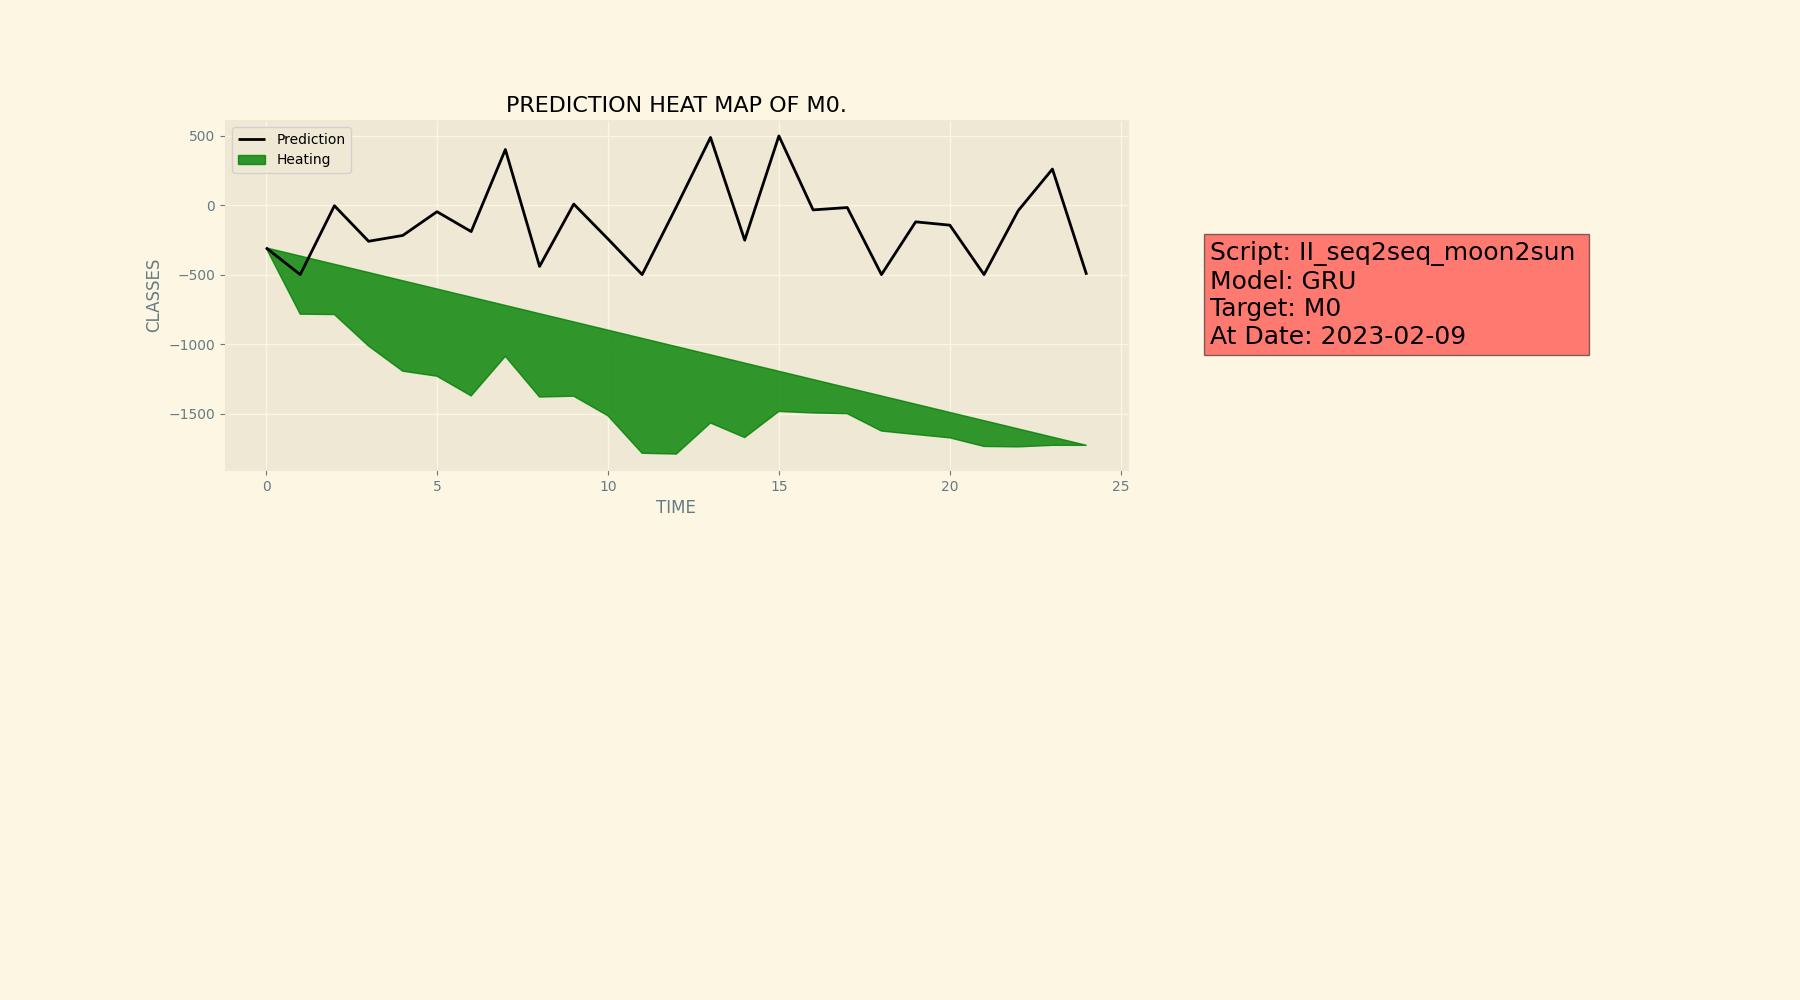 PREDICTION HEAT MAP OF M0.
Prediction
Heating
500
0
−500
−1000
−1500
CLASSES
0 5 10 15 20 25
TIME
Script: II_seq2seq_moon2sun
Model: GRU
Target: M0
At Date: 2023-02-09